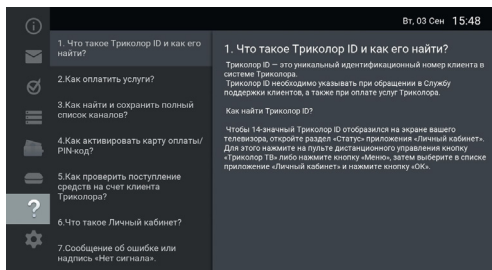 Вт, 03 Сен 15:48
1. Что такое Триколор ID и как его
найти?
2.Как оплатить услуги?
3.Как найти и сохранить полный
список каналов?
4.Как активировать карту оплаты/
PIN-код?
5.Как проверить поступление
средств на счет клиента
Триколора?
6.Что такое Личный кабинет?
7.Сообщение об ошибке или
надпись «Нет сигнала».
1. Что такое Триколор ID и как его найти?
Триколор ID — это уникальный идентификационный номер клиента в
системе Триколора.
Триколор ID необходимо указывать при обращении в Службу
поддержки клиентов, а также при оплате услуг Триколора.
Как найти Триколор ID?
Чтобы 14-значный Триколор ID отобразился на экране вашего
телевизора, откройте раздел «Статус» приложения «Личный кабинет».
Для этого нажмите на пульте дистанционного управления кнопку
«Триколор ТВ» либо нажмите кнопку «Меню», затем выберите в списке
приложение «Личный кабинет» и нажмите кнопку «ОК».